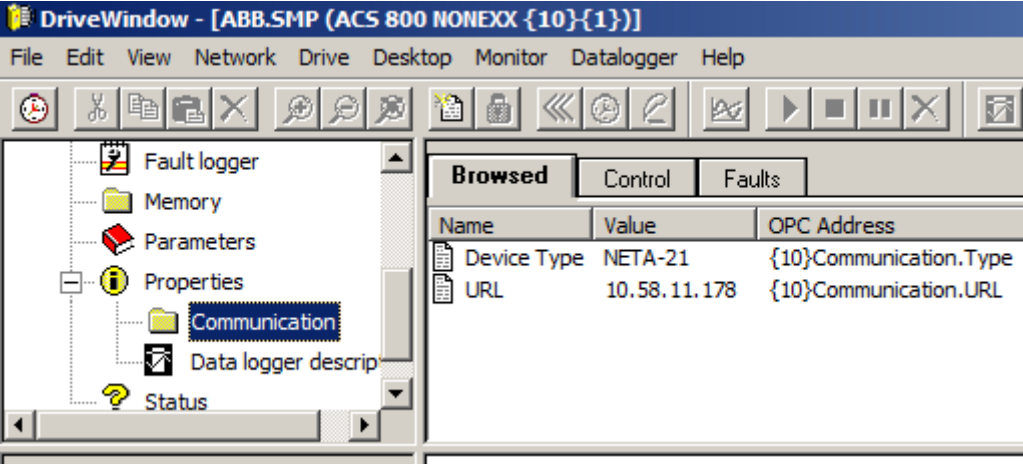 DriveWindow - [ABB.SMP (ACS 800 NONEXX {10}{1})]
File Edit View Network Drive Desktop Monitor Datalogger Help
Fault logger
Memory
Parameters
Properties
Communication
Data logger descrip
Status
Browsed Control Faults
Name Value OPC Address
Device Type NETA-21 {10}Communication.Type
URL 10.58.11.178 {10}Communication.URL